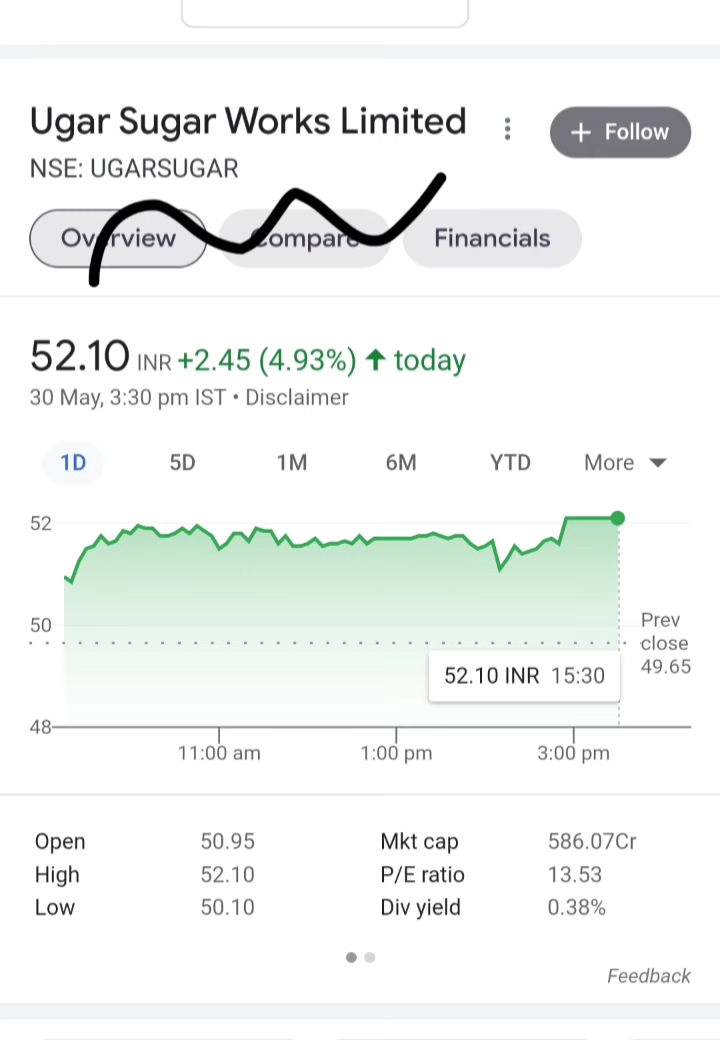 Ugar Sugar Works Limited
+ Follow
NSE: UGARSUGAR
Overview Compare Financials
52.10 INR +2.45 (4.93%) ↑ today
30 May, 3:30 pm IST • Disclaimer
1D 5D 1M 6M YTD More
52
50
Prev
close
49.65
52.10 INR 15:30
48
11:00 am 1:00 pm 3:00 pm
Open 50.95 Mkt cap 586.07Cr
High 52.10 P/E ratio 13.53
Low 50.10 Div yield 0.38%
Feedback